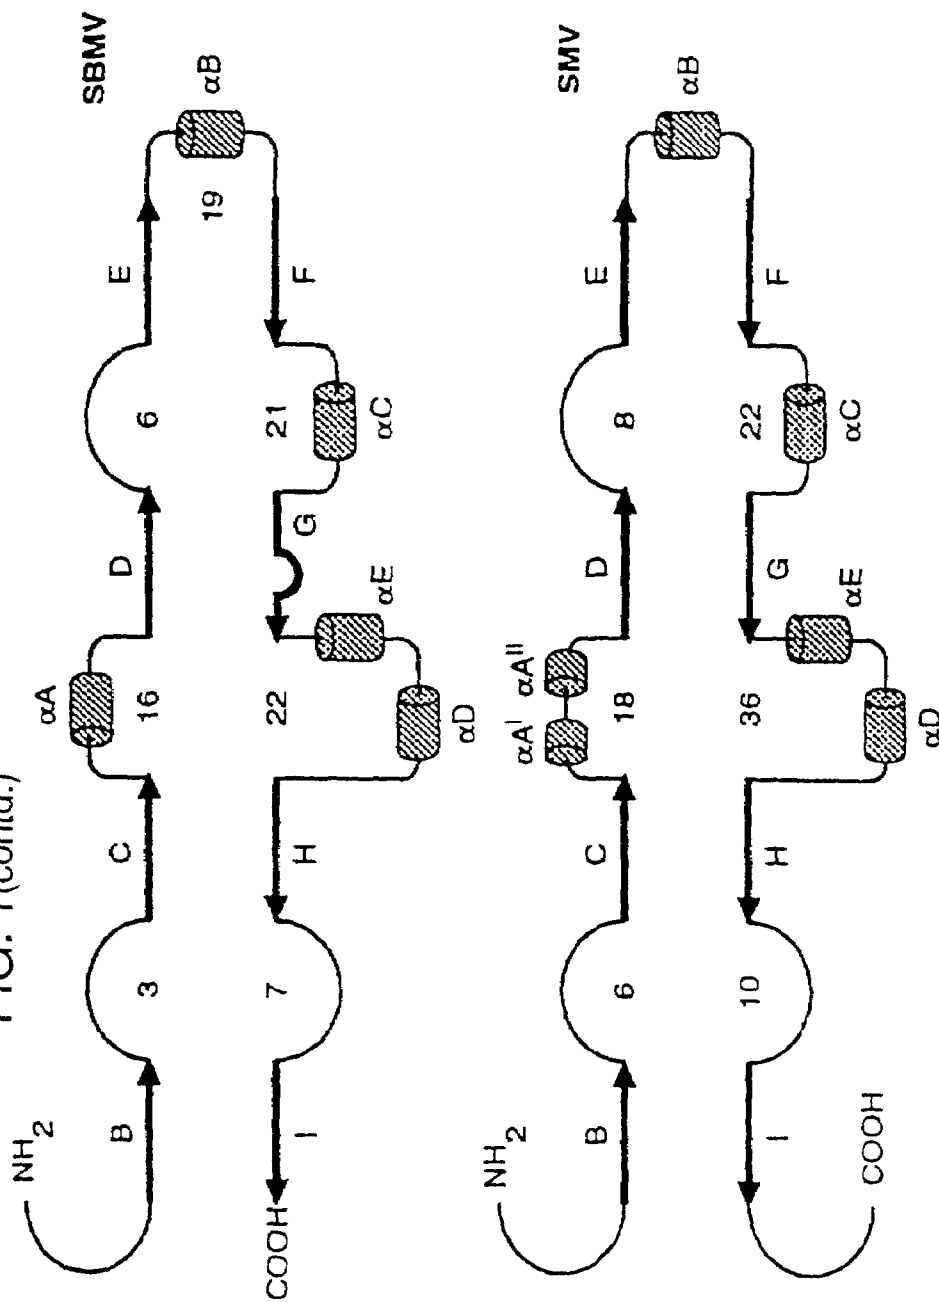 FIG. 1(contd.)
SBMV
NH2
αA
B
C
D
E
3
16
6
19
αB
COOH
I
H
G
F
7
22
21
αE
αC
αD
SMV
NH2
αA^I
αA^II
B
C
D
E
6
18
8
αB
I
H
G
F
10
36
22
αE
αC
COOH
αD